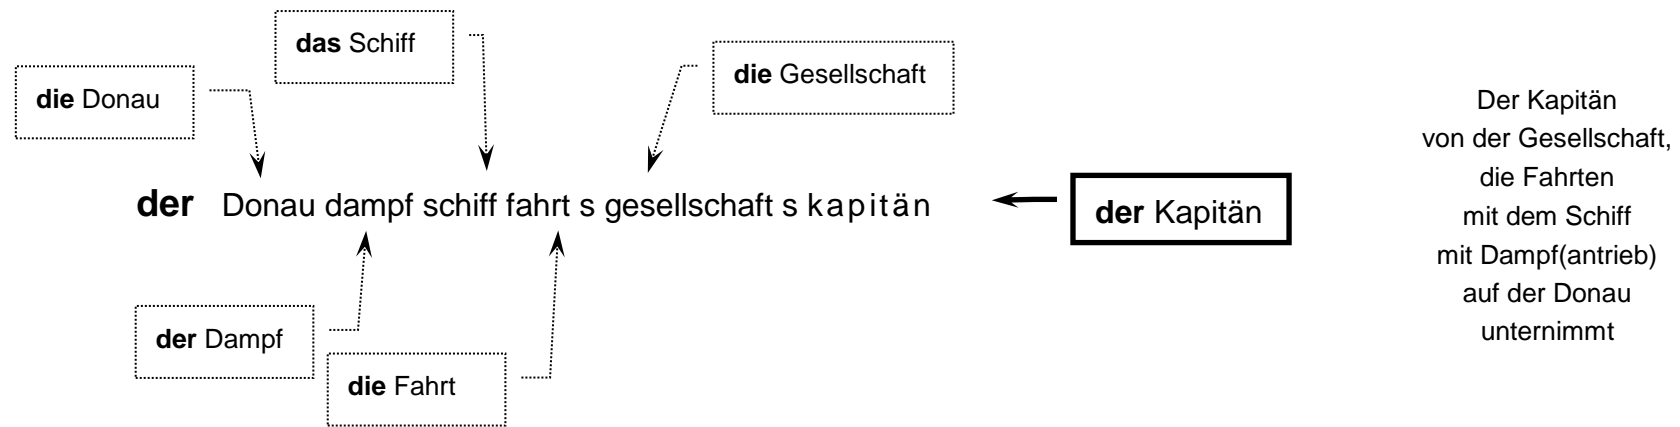 das Schiff
die Gesellschaft
die Donau
der Donau dampf schiff fahrt s gesellschaft s kapitän
der Kapitän
der Dampf
die Fahrt
Der Kapitän
von der Gesellschaft,
die Fahrten
mit dem Schiff
mit Dampf(antrieb)
auf der Donau
unternimmt